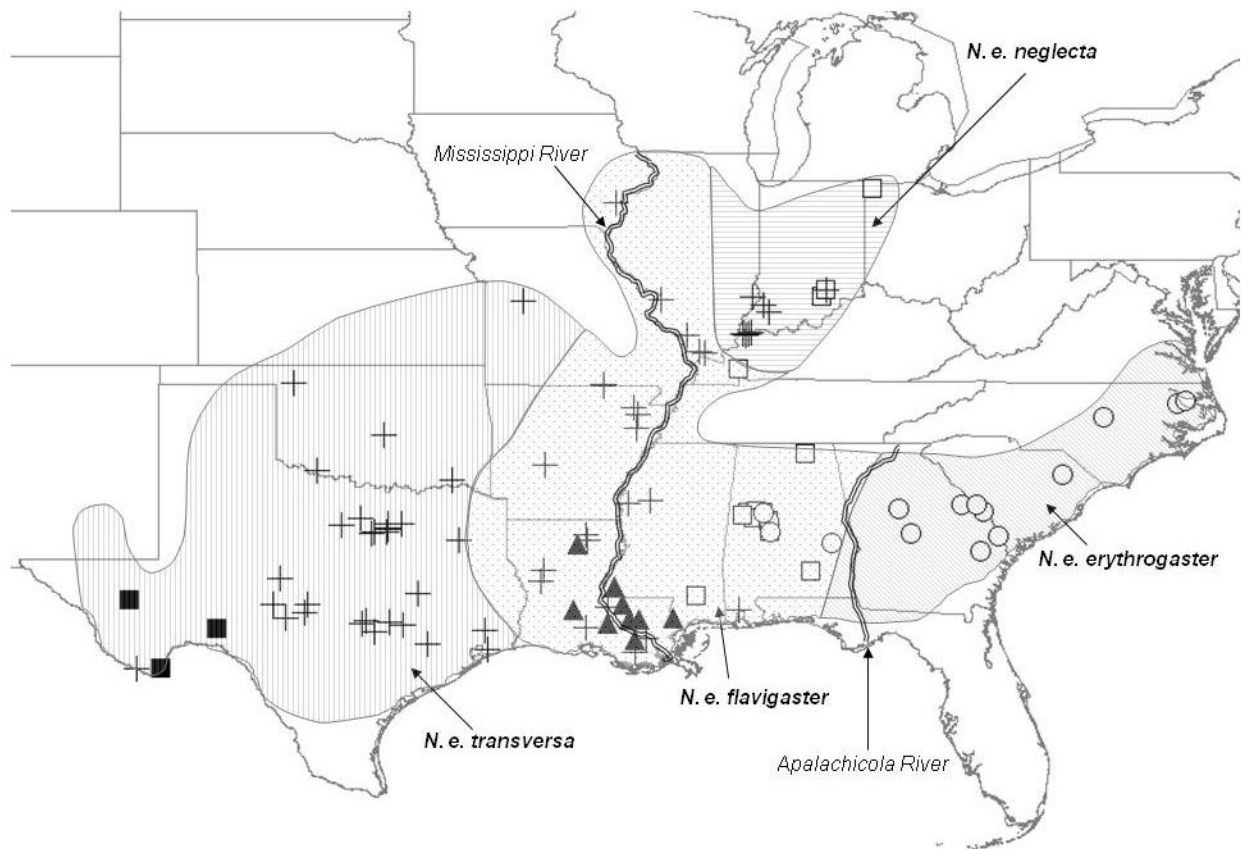 N. e. neglecta
Mississippi River
N. e. erythrogaster
N. e. flavigaster
N. e. transversa
Apalachicola River